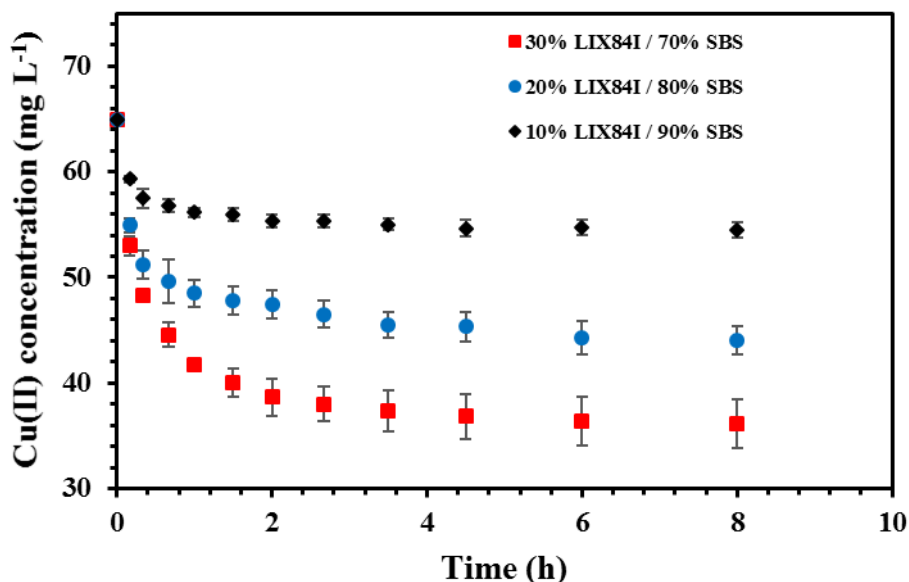 70
60
50
40
30
0
2
4
6
8
10
Cu(II) concentration (mg L⁻¹)
Time (h)
30% LIX84I / 70% SBS
20% LIX84I / 80% SBS
10% LIX84I / 90% SBS